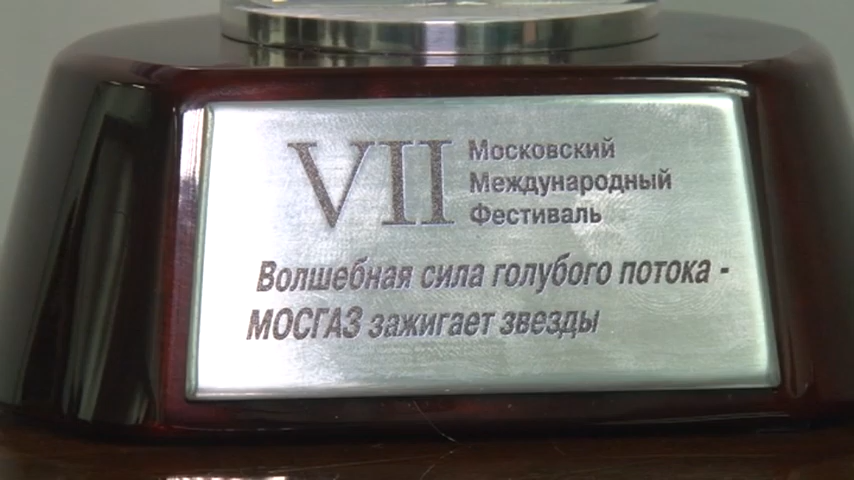 VII Московский
Международный
Фестиваль
Волшебная сила голубого потока -
МОСГАЗ зажигает звезды